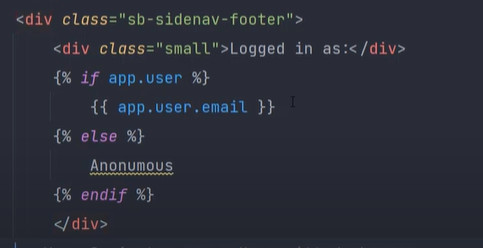 <div class="sb-sidenav-footer">
<div class="small">Logged in as:</div>
{% if app.user %}
{{ app.user.email }}
{% else %}
Anonumous
{% endif %}
</div>